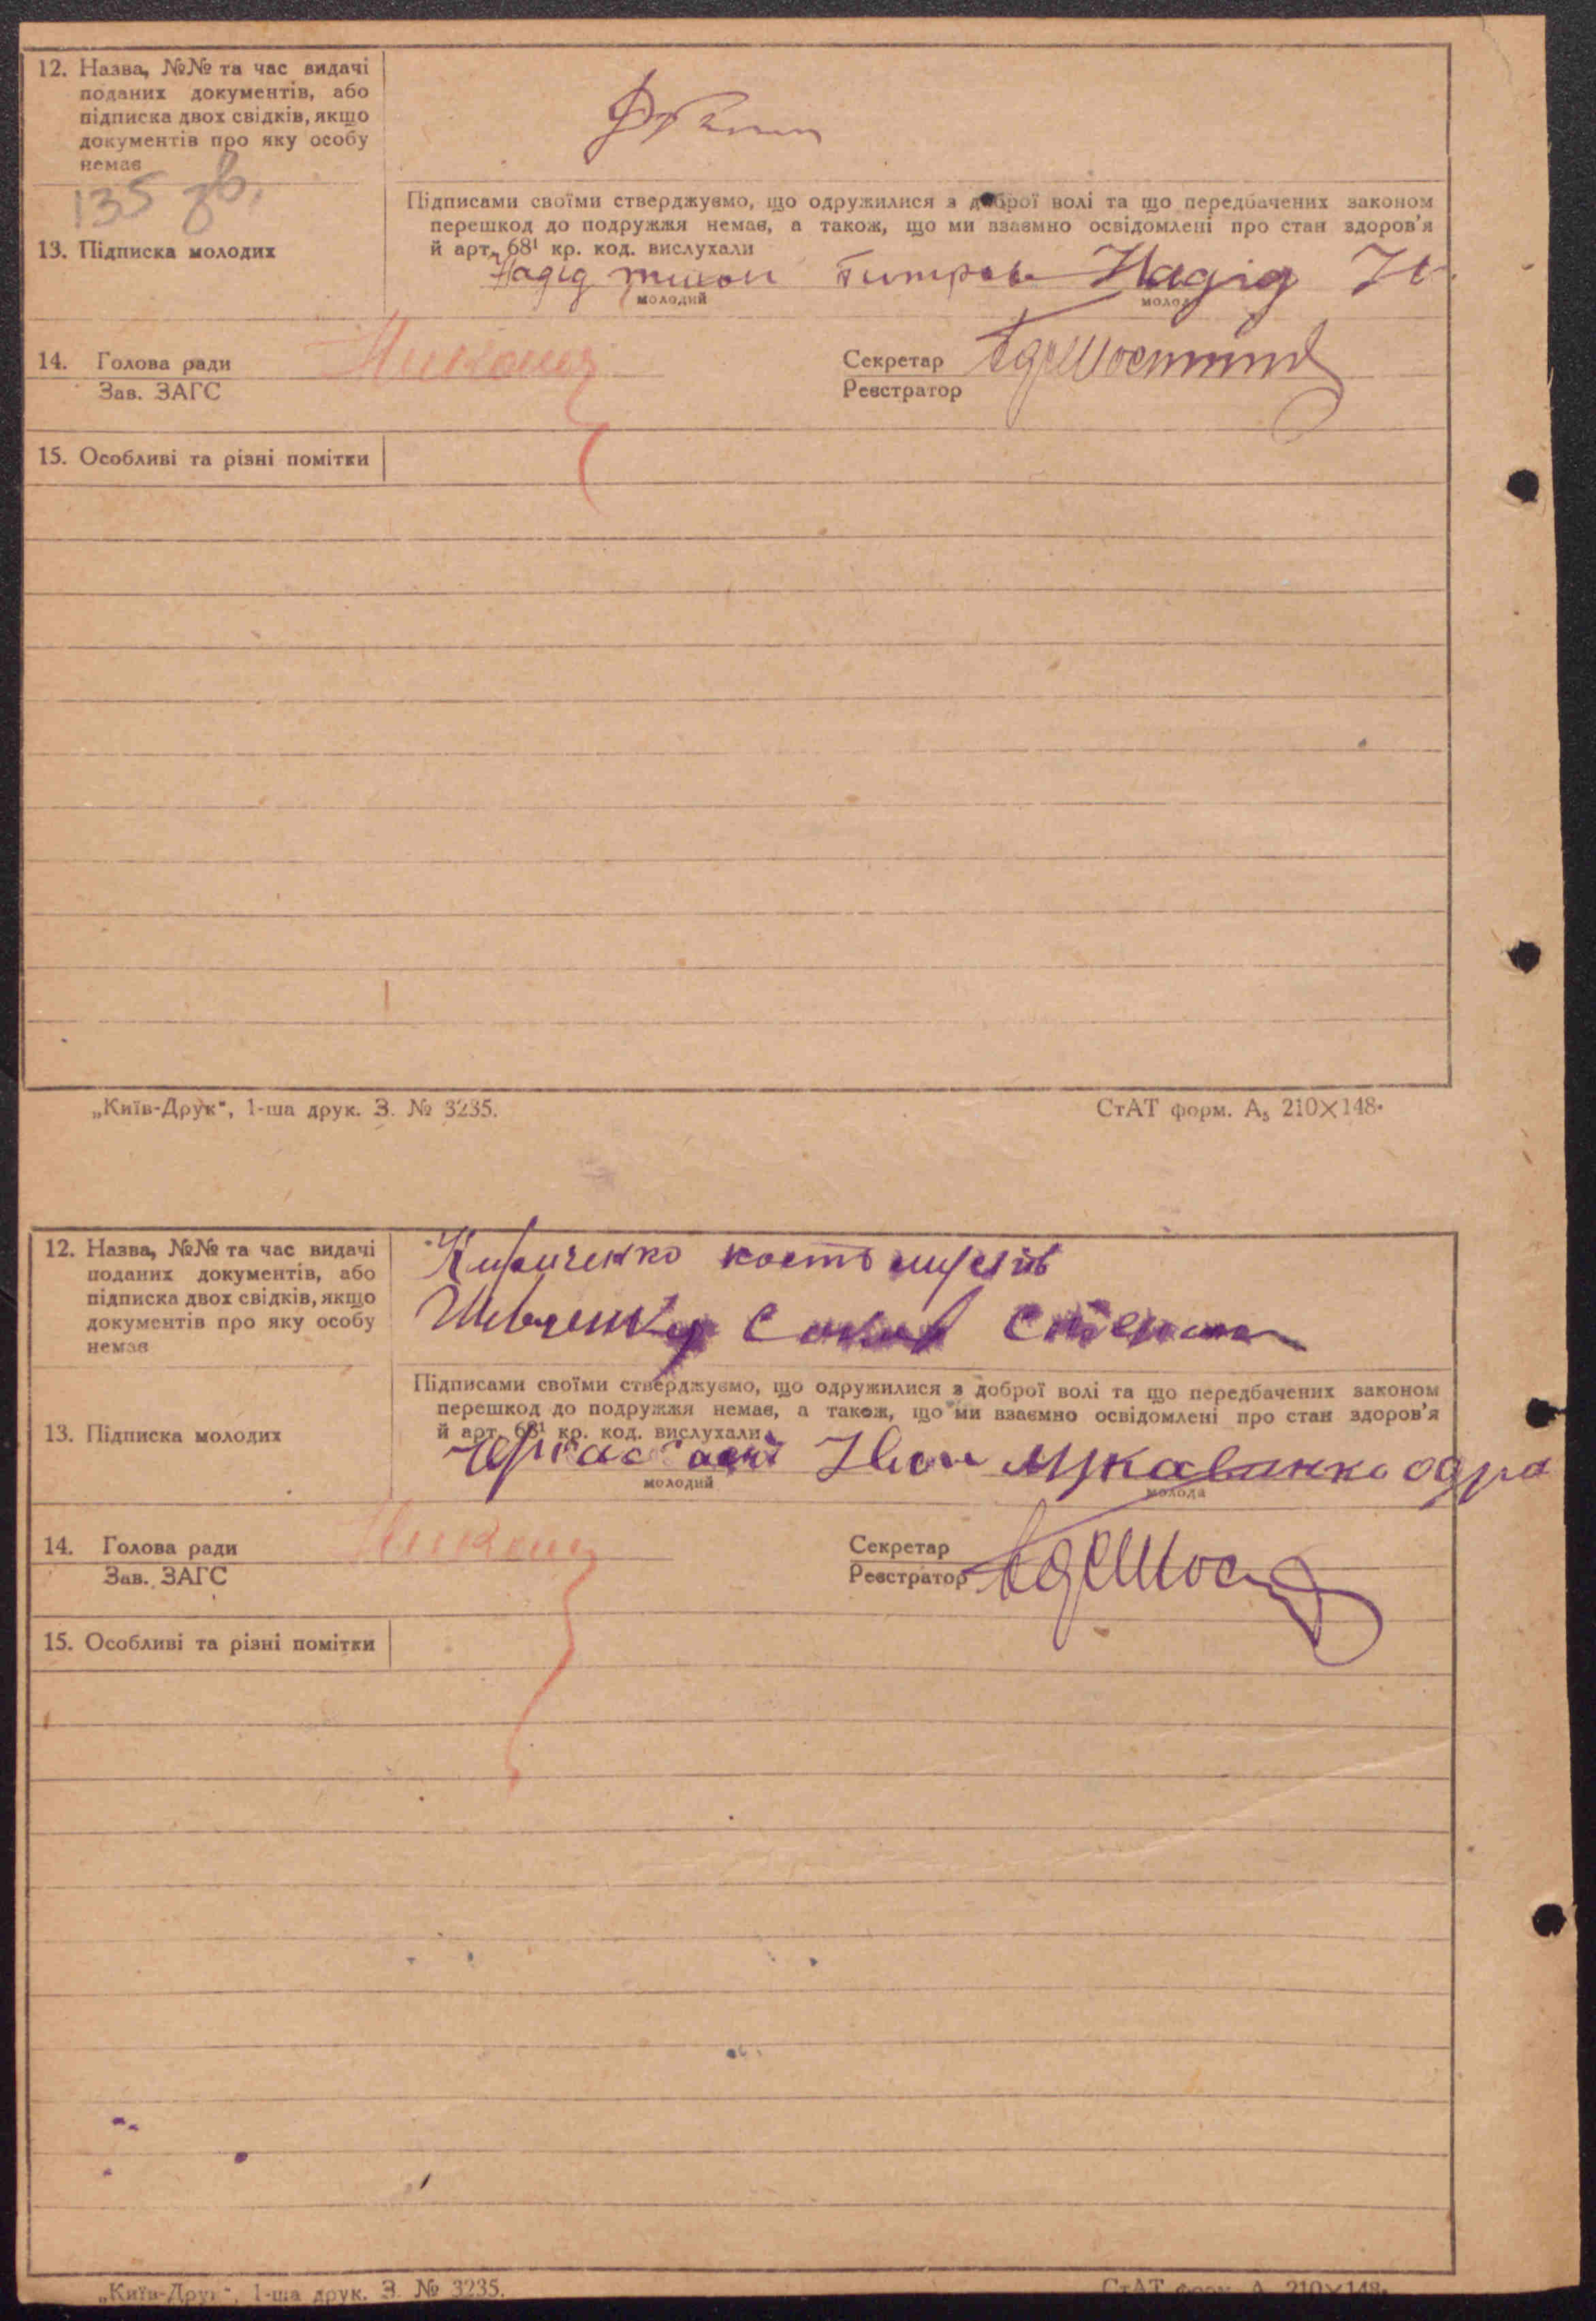 12. Назва, №№ та час видачі
поданих документів, або
підписка двох свідків, якщо
документів про яку особу
немає
135 зв.
Підписами своїми стверджуємо, що одружилися з доброї волі та що передбачених законом
перешкод до подружжя немає, а також, що ми взаємно освідомлені про стан здоров'я
й арт. 68¹ кр. код. вислухали
13. Підписка молодих
Надід Надід
молодий молода
14. Голова ради
Зав. ЗАГС
Секретар
Реєстратор
15. Особливі та різні помітки
„Київ-Друк", 1-ша друк. З. № 3235. СтАТ форм. А₅ 210×148.
12. Назва, №№ та час видачі
поданих документів, або
підписка двох свідків, якщо
документів про яку особу
немає
Кириченко кость
Шевченко
Підписами своїми стверджуємо, що одружилися з доброї волі та що передбачених законом
перешкод до подружжя немає, а також, що ми взаємно освідомлені про стан здоров'я
й арт. 68¹ кр. код. вислухали
13. Підписка молодих
Іван
молодий молода
14. Голова ради
Зав. ЗАГС
Секретар
Реєстратор
15. Особливі та різні помітки
„Київ-Друк", 1-ша друк. З. № 3235. СтАТ форм. А 210×148.